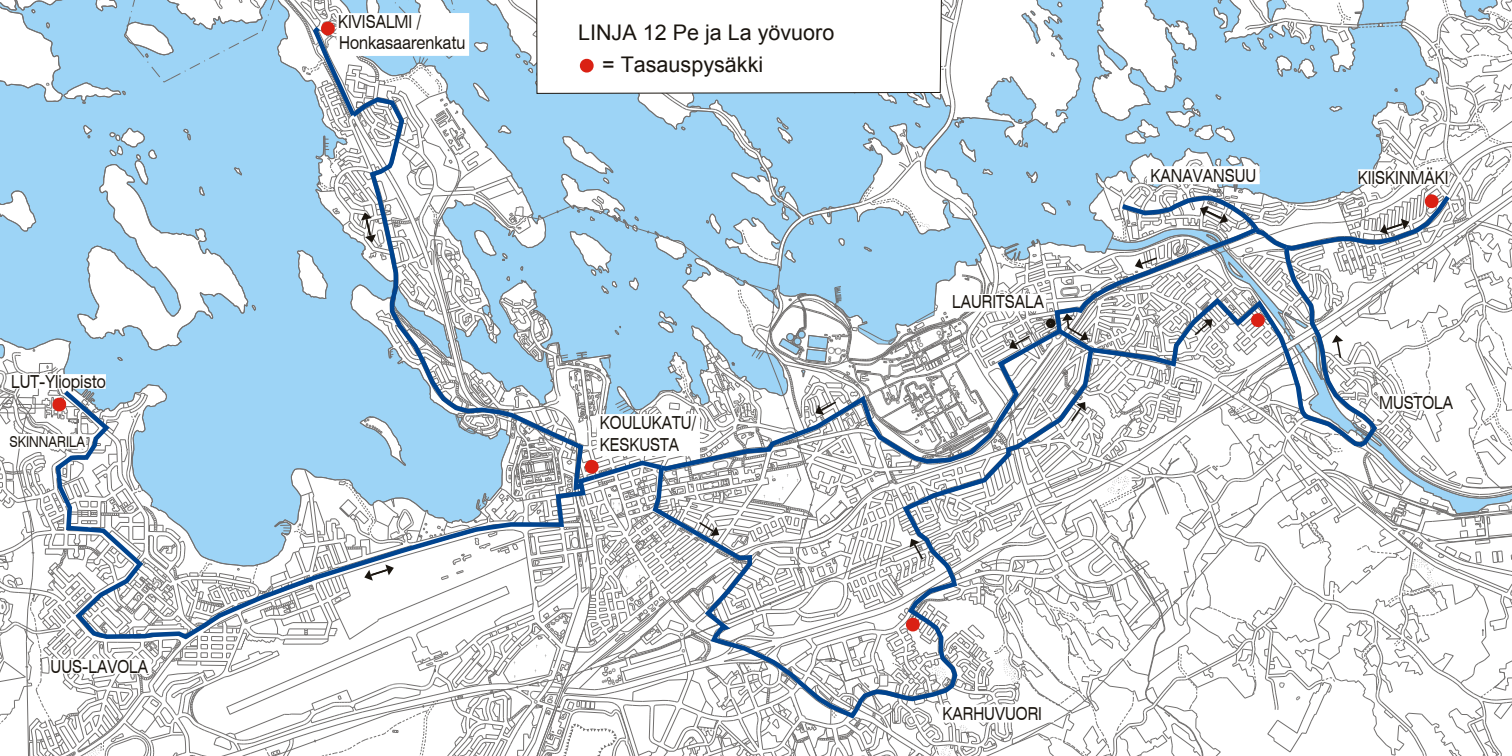 KIVISALMI /
Honkasaarenkatu
LINJA 12 Pe ja La yövuoro
= Tasauspysäkki
KANAVANSUU
KIISKINMÄKI
LAURITSALA
LUT-Yliopisto
SKINNARILA
KOULUKATU/
KESKUSTA
MUSTOLA
UUS-LAVOLA
KARHUVUORI